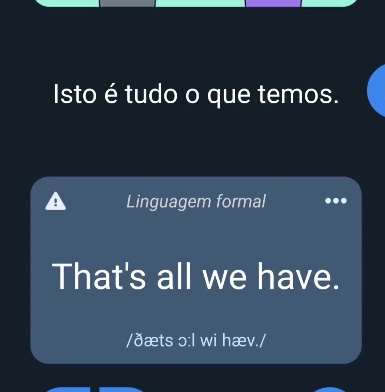 Isto é tudo o que temos.
Linguagem formal
That's all we have.
/ðæts ɔːl wi hæv./